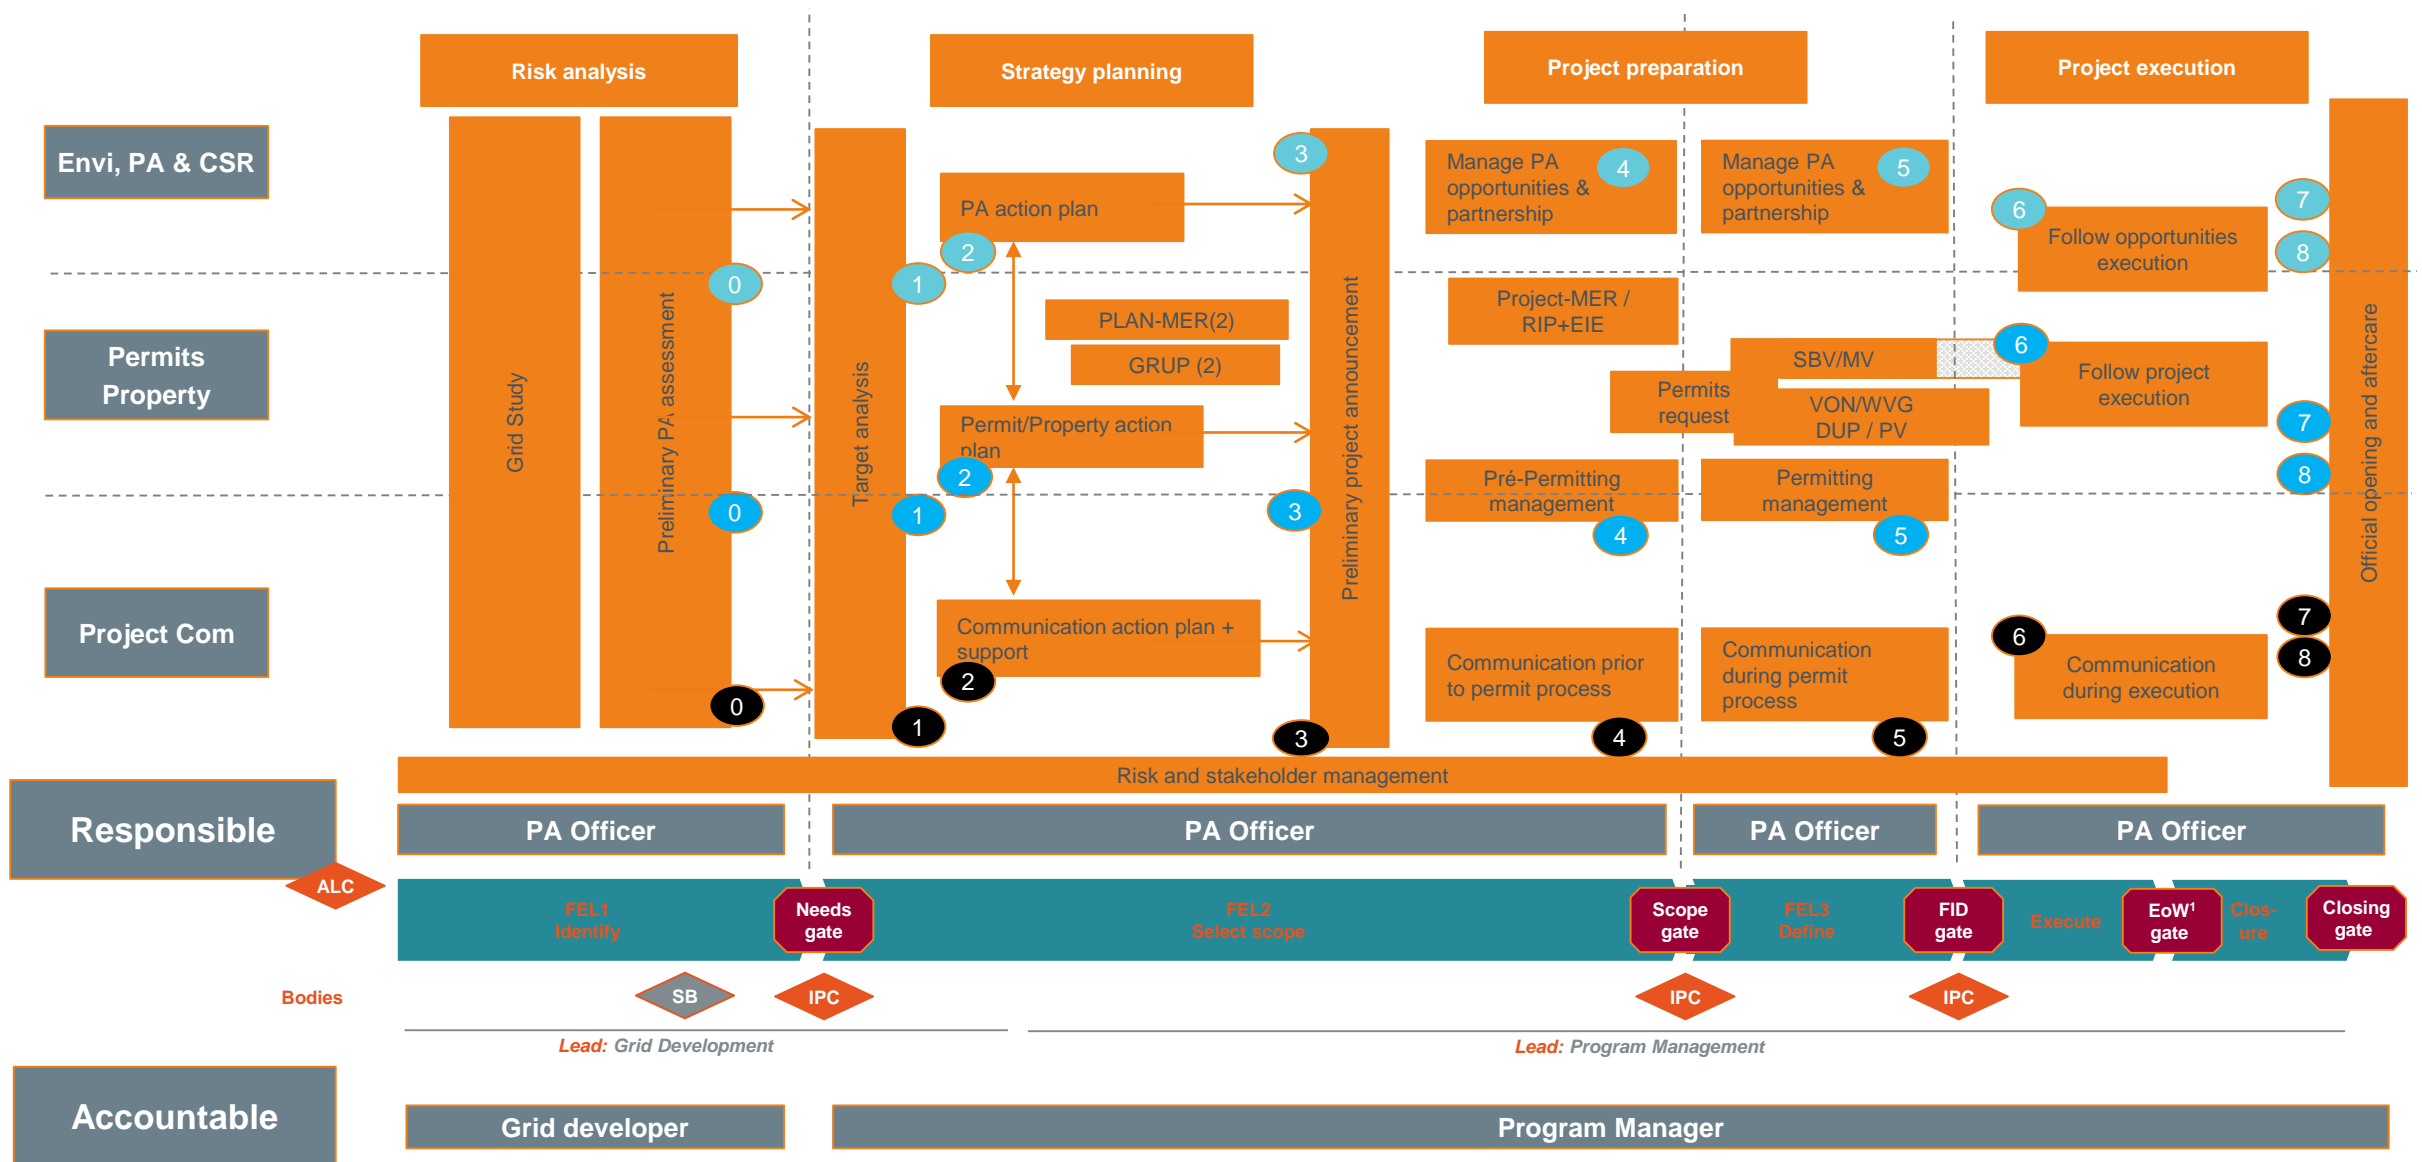 Risk analysis
Strategy planning
Project preparation
Project execution
Envi, PA & CSR
Permits
Property
Project Com
Grid Study
Preliminary PA assessment
Target analysis
Preliminary project announcement
Official opening and aftercare
PA action plan
3
Manage PA
opportunities &
partnership
4
Manage PA
opportunities &
partnership
5
6
7
8
Follow opportunities
execution
0
1
2
PLAN-MER(2)
GRUP (2)
Project-MER /
RIP+EIE
SBV/MV
6
Permits
request
VON/WVG
DUP / PV
Follow project
execution
7
8
Permit/Property action
plan
2
0
1
3
Pré-Permitting
management
4
Permitting
management
5
Communication action plan +
support
2
0
1
3
Communication prior
to permit process
4
Communication
during permit
process
5
6
7
8
Communication
during execution
Risk and stakeholder management
Responsible
PA Officer
PA Officer
PA Officer
PA Officer
ALC
FEL1
Identify
Needs
gate
FEL2
Select scope
Scope
gate
FEL3
Define
FID
gate
Execute
EoW¹
gate
Clos-
ure
Closing
gate
Bodies
SB
IPC
IPC
IPC
Lead: Grid Development
Lead: Program Management
Accountable
Grid developer
Program Manager